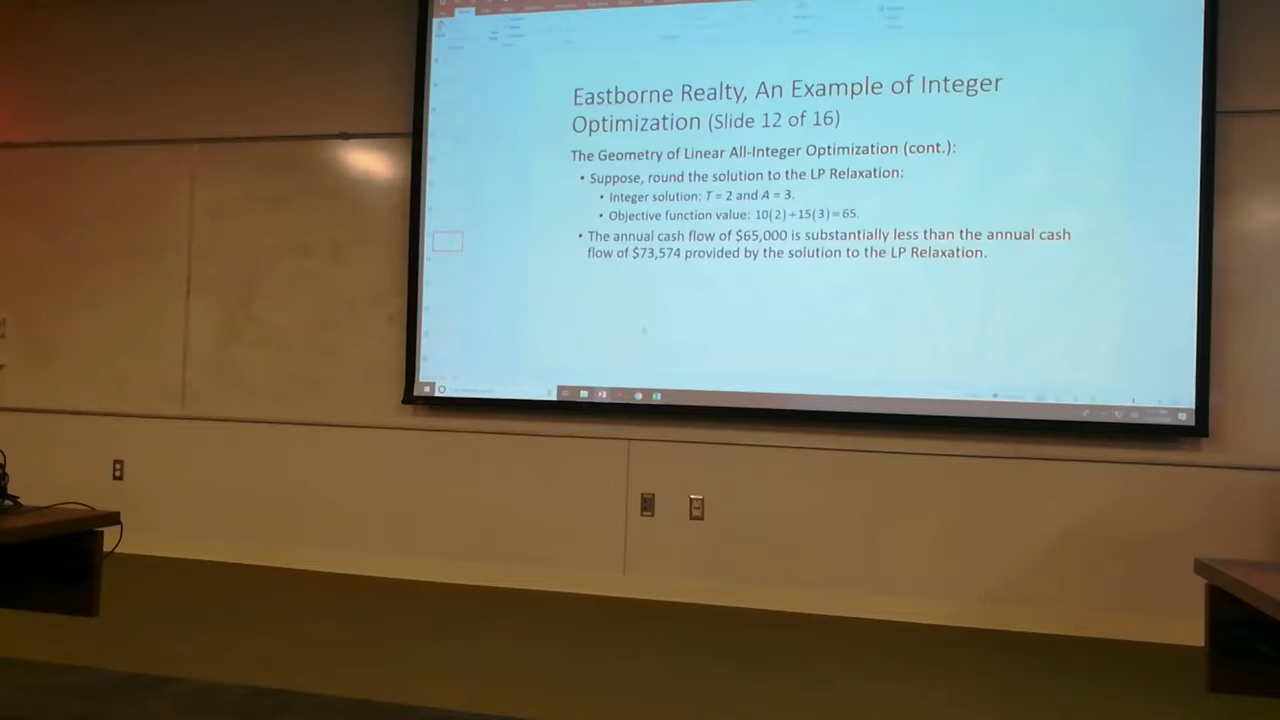 Eastborne Realty, An Example of Integer
Optimization (Slide 12 of 16)
The Geometry of Linear All-Integer Optimization (cont.):
• Suppose, round the solution to the LP Relaxation:
• Integer solution: T = 2 and A = 3.
• Objective function value: 10(2)+15(3)=65.
• The annual cash flow of $65,000 is substantially less than the annual cash
flow of $73,574 provided by the solution to the LP Relaxation.